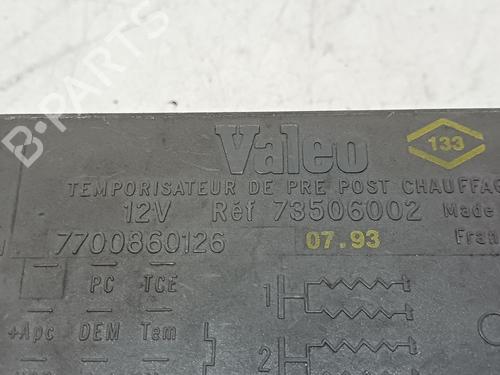 Valeo
133
TEMPORISATEUR DE PRE POST CHAUFFAG
12V Réf 73506002 Made
7700860126 07.93 Fran
PC TCE
+Apc DEM Tem
1
2
B-PARTS